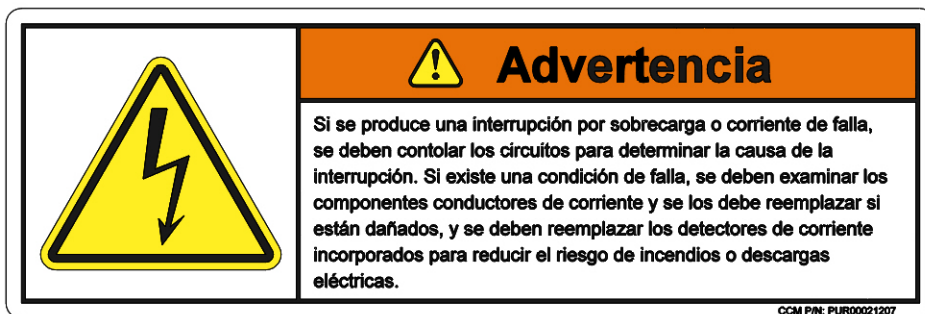 Advertencia
Si se produce una interrupción por sobrecarga o corriente de falla,
se deben contolar los circuitos para determinar la causa de la
interrupción. Si existe una condición de falla, se deben examinar los
componentes conductores de corriente y se los debe reemplazar si
están dañados, y se deben reemplazar los detectores de corriente
incorporados para reducir el riesgo de incendios o descargas
eléctricas.
CCM P/N: PUR00021207